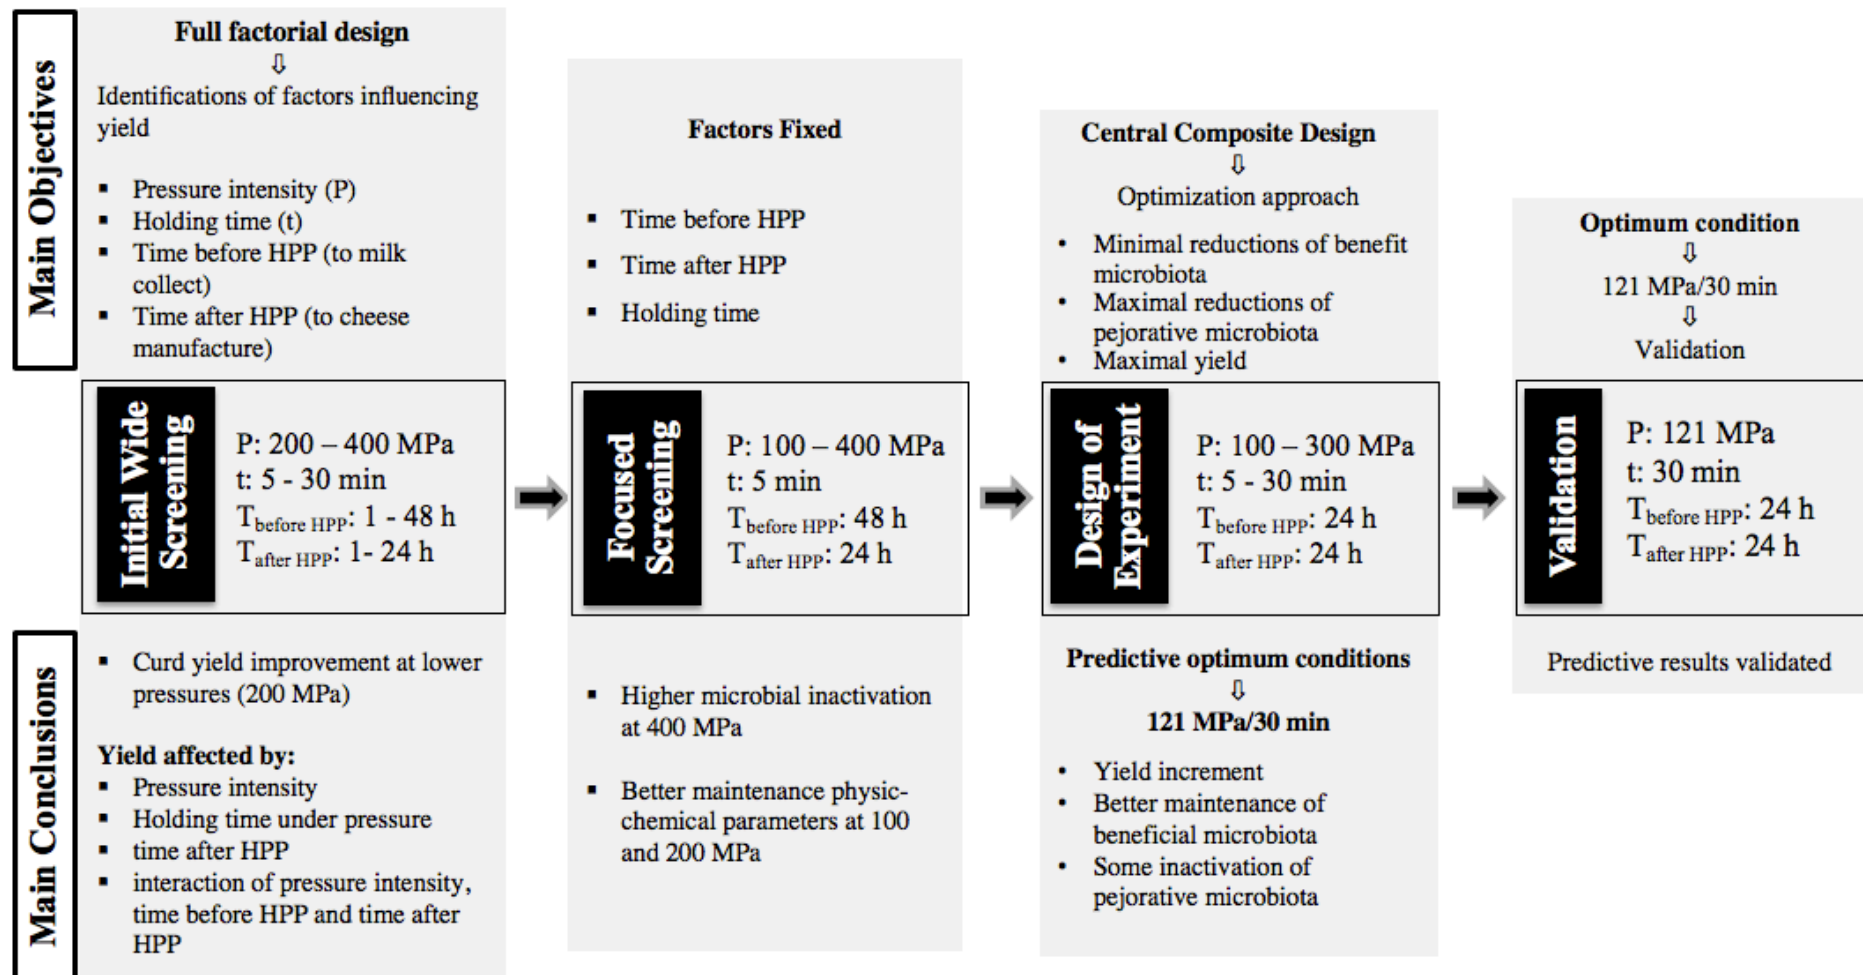 Main Objectives
Full factorial design
⇩
Identifications of factors influencing
yield
▪ Pressure intensity (P)
▪ Holding time (t)
▪ Time before HPP (to milk
collect)
▪ Time after HPP (to cheese
manufacture)
Factors Fixed
▪ Time before HPP
▪ Time after HPP
▪ Holding time
Central Composite Design
⇩
Optimization approach
• Minimal reductions of benefit
microbiota
• Maximal reductions of
pejorative microbiota
• Maximal yield
Optimum condition
⇩
121 MPa/30 min
⇩
Validation
Initial Wide
Screening
P: 200 – 400 MPa
t: 5 - 30 min
Tbefore HPP: 1 - 48 h
Tafter HPP: 1- 24 h
Focused
Screening
P: 100 – 400 MPa
t: 5 min
Tbefore HPP: 48 h
Tafter HPP: 24 h
Design of
Experiment
P: 100 – 300 MPa
t: 5 - 30 min
Tbefore HPP: 24 h
Tafter HPP: 24 h
Validation
P: 121 MPa
t: 30 min
Tbefore HPP: 24 h
Tafter HPP: 24 h
Main Conclusions
▪ Curd yield improvement at lower
pressures (200 MPa)
Yield affected by:
▪ Pressure intensity
▪ Holding time under pressure
▪ time after HPP
▪ interaction of pressure intensity,
time before HPP and time after
HPP
▪ Higher microbial inactivation
at 400 MPa
▪ Better maintenance physic-
chemical parameters at 100
and 200 MPa
Predictive optimum conditions
⇩
121 MPa/30 min
• Yield increment
• Better maintenance of
beneficial microbiota
• Some inactivation of
pejorative microbiota
Predictive results validated